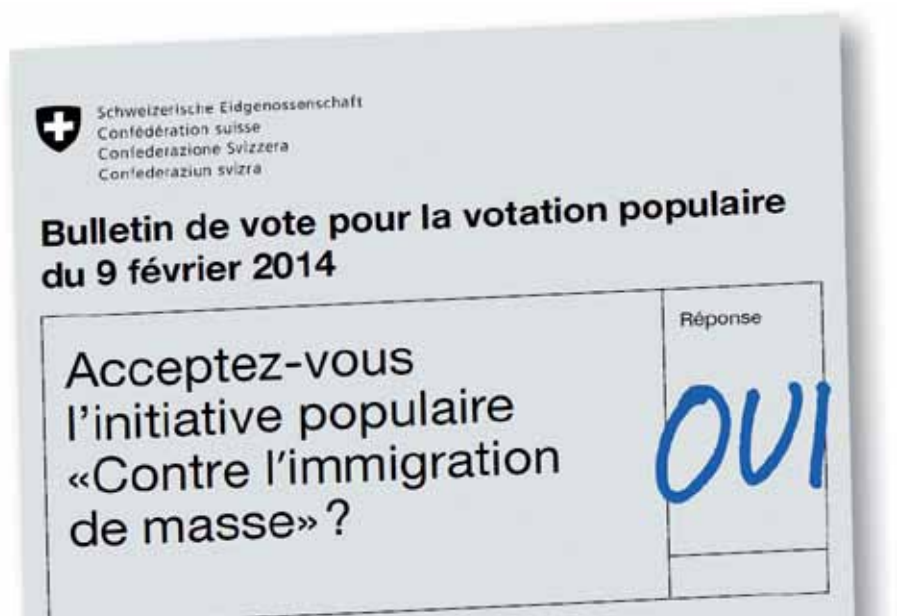 Schweizerische Eidgenossenschaft
Confédération suisse
Confederazione Svizzera
Confederaziun svizra
Bulletin de vote pour la votation populaire
du 9 février 2014
Acceptez-vous
l'initiative populaire
«Contre l'immigration
de masse» ?
Réponse
OUI